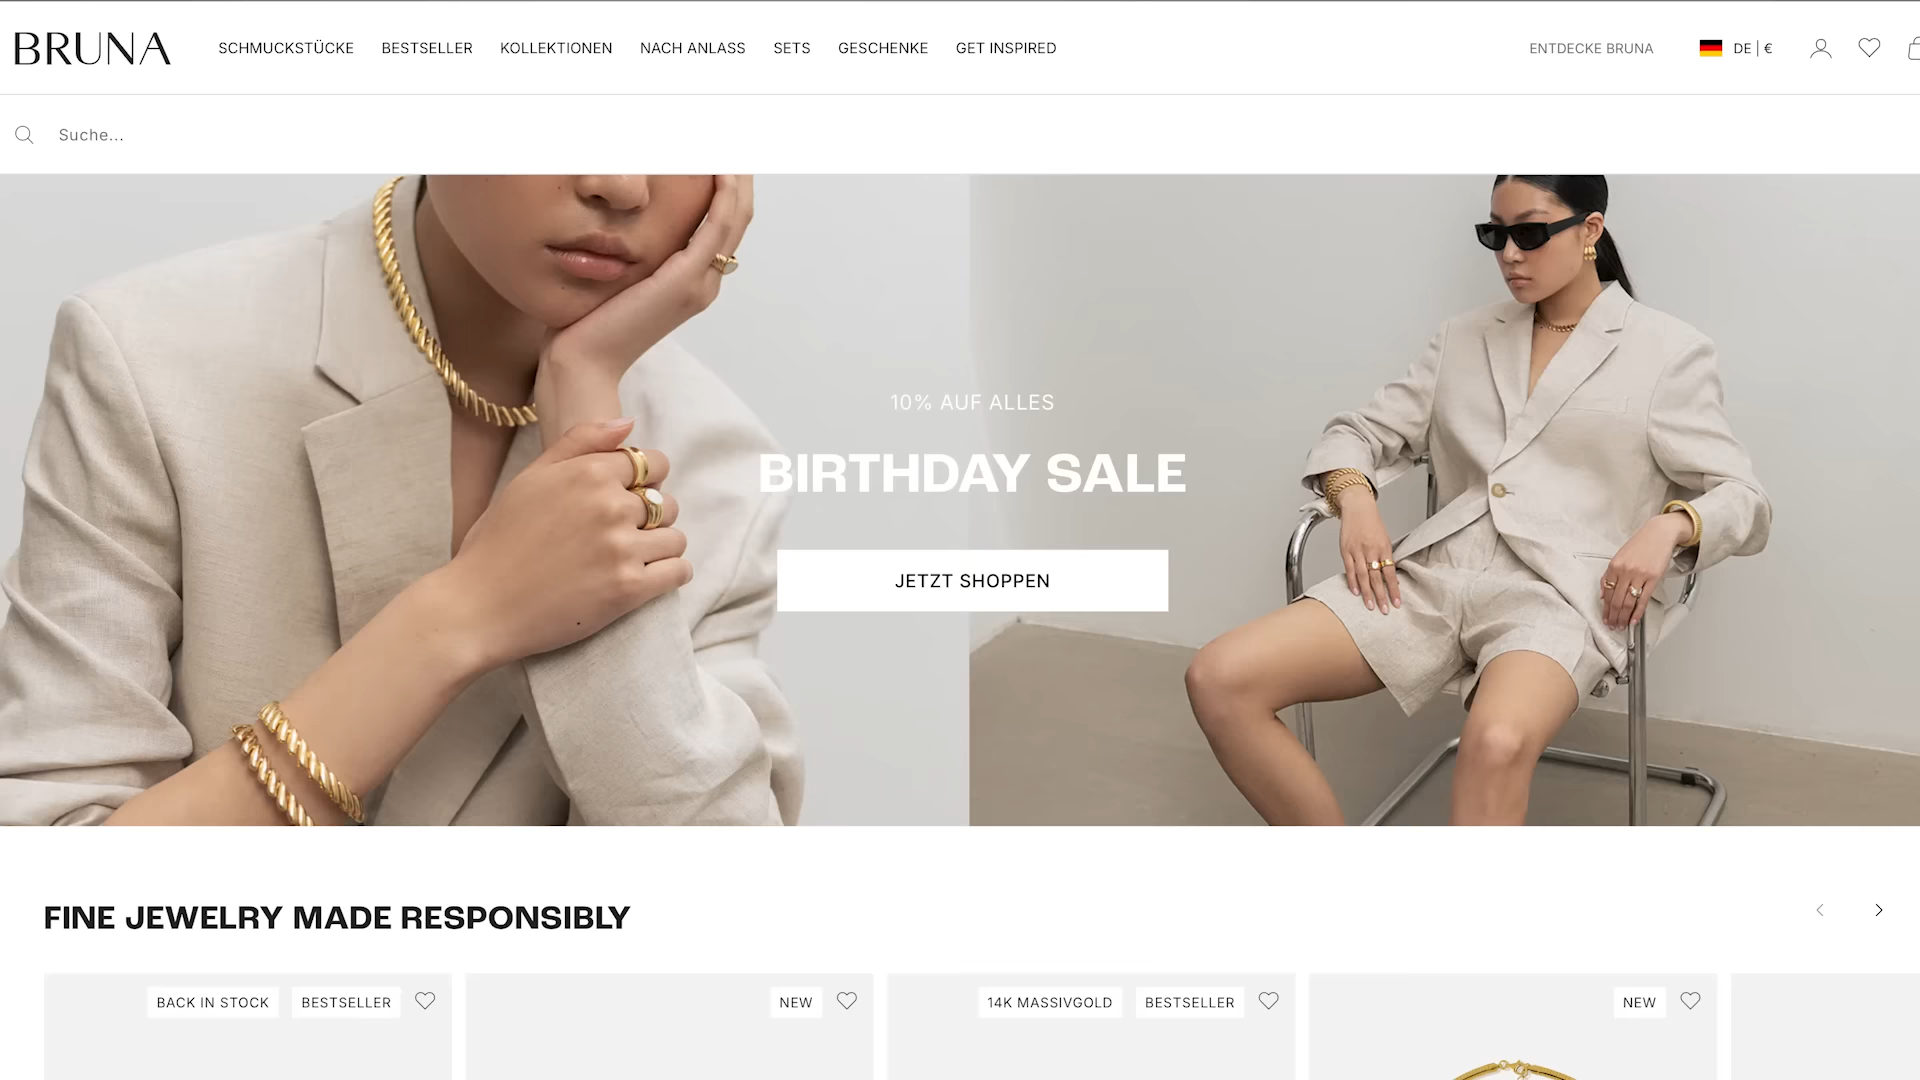 BRUNA
SCHMUCKSTÜCKE BESTSELLER KOLLEKTIONEN NACH ANLASS SETS GESCHENKE GET INSPIRED
ENTDECKE BRUNA DE | €
Suche...
10% AUF ALLES
BIRTHDAY SALE
JETZT SHOPPEN
FINE JEWELRY MADE RESPONSIBLY
BACK IN STOCK BESTSELLER
NEW
14K MASSIVGOLD BESTSELLER
NEW